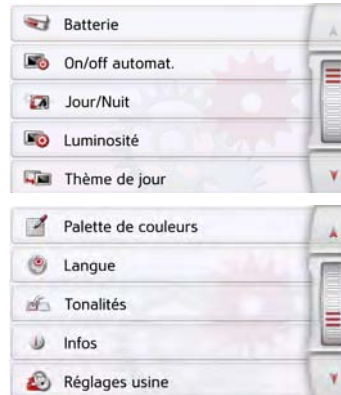 Batterie
On/off automat.
Jour/Nuit
Luminosité
Thème de jour
Palette de couleurs
Langue
Tonalités
Infos
Réglages usine